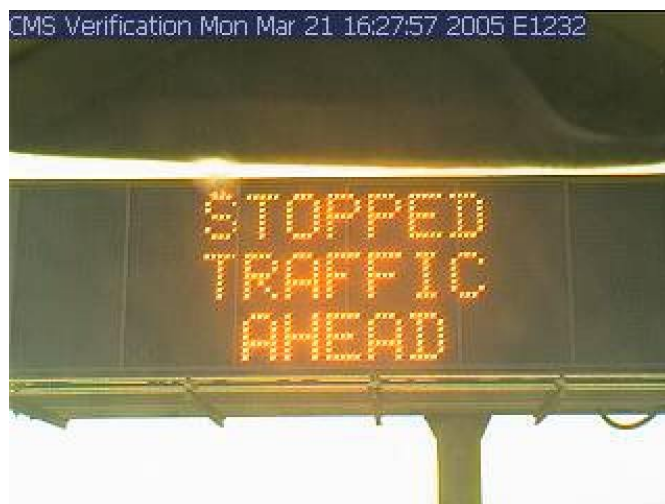 CMS Verification Mon Mar 21 16:27:57 2005 E1232
STOPPED
TRAFFIC
AHEAD